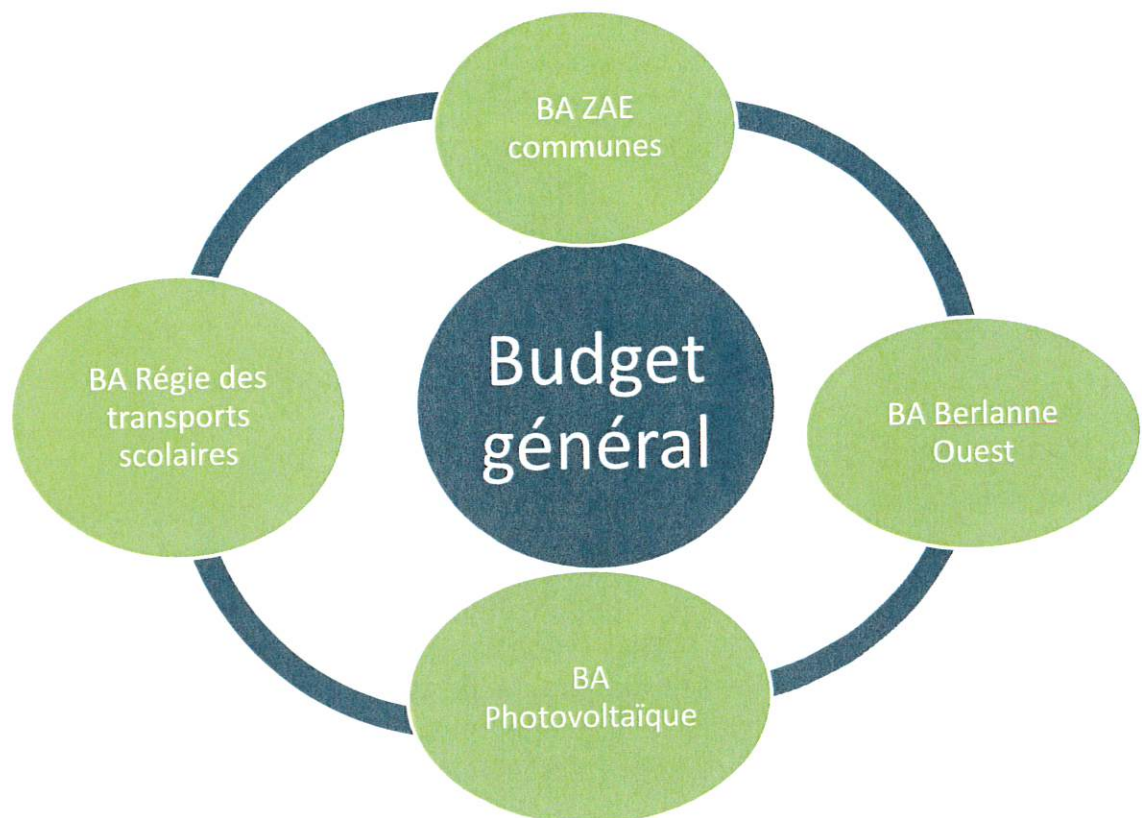 BA ZAE
communes
BA Régie des
transports
scolaires
Budget
général
BA Berlanne
Ouest
BA
Photovoltaïque